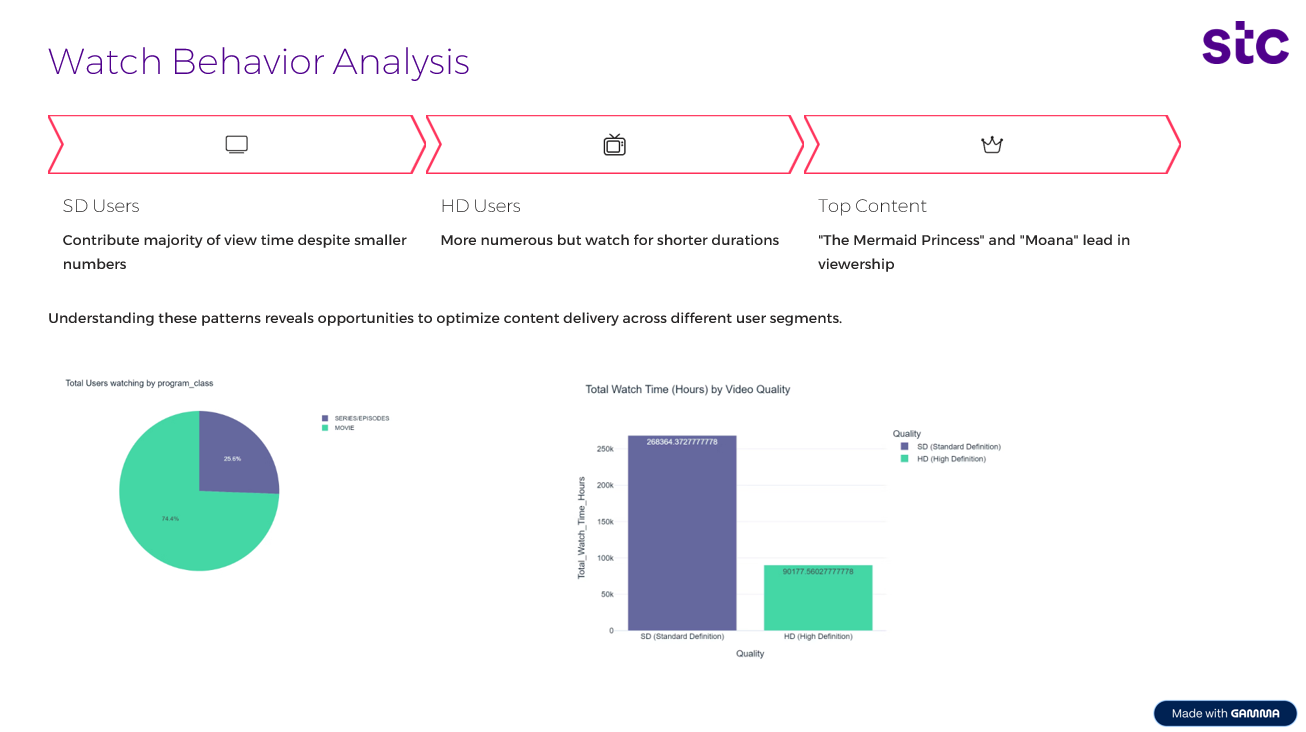 Watch Behavior Analysis
stc
SD Users
Contribute majority of view time despite smaller
numbers
HD Users
More numerous but watch for shorter durations
Top Content
"The Mermaid Princess" and "Moana" lead in
viewership
Understanding these patterns reveals opportunities to optimize content delivery across different user segments.
Total Users watching by program_class
SERIES/EPISODES
MOVIE
25.6%
74.4%
Total Watch Time (Hours) by Video Quality
Quality
SD (Standard Definition)
HD (High Definition)
Total_Watch_Time_Hours
250k
200k
150k
100k
50k
0
268364.3727777778
90177.56027777778
SD (Standard Definition)
HD (High Definition)
Quality
Made with GAMMA